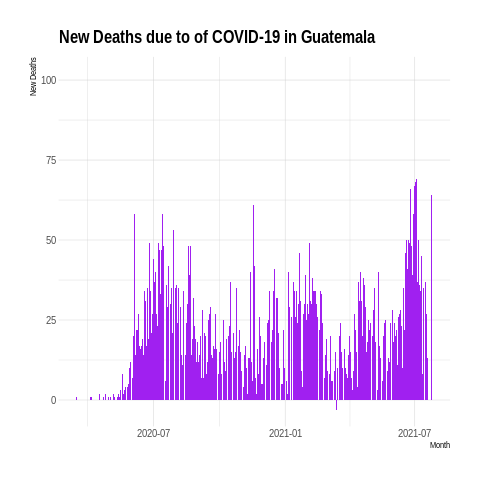 New Deaths due to of COVID-19 in Guatemala
New Deaths
100
75
50
25
0
2020-07
2021-01
2021-07
Month